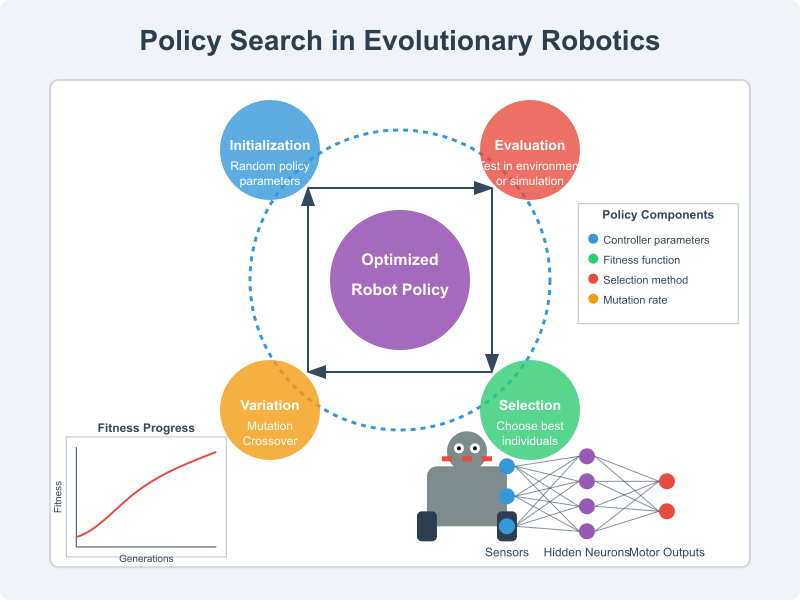 Policy Search in Evolutionary Robotics
Initialization
Random policy
parameters
Evaluation
est in environmen
or simulation
Policy Components
Controller parameters
Fitness function
Selection method
Mutation rate
Optimized
Robot Policy
Variation
Mutation
Crossover
Selection
Choose best
individuals
Fitness Progress
Fitness
Generations
Sensors
Hidden Neurons
Motor Outputs